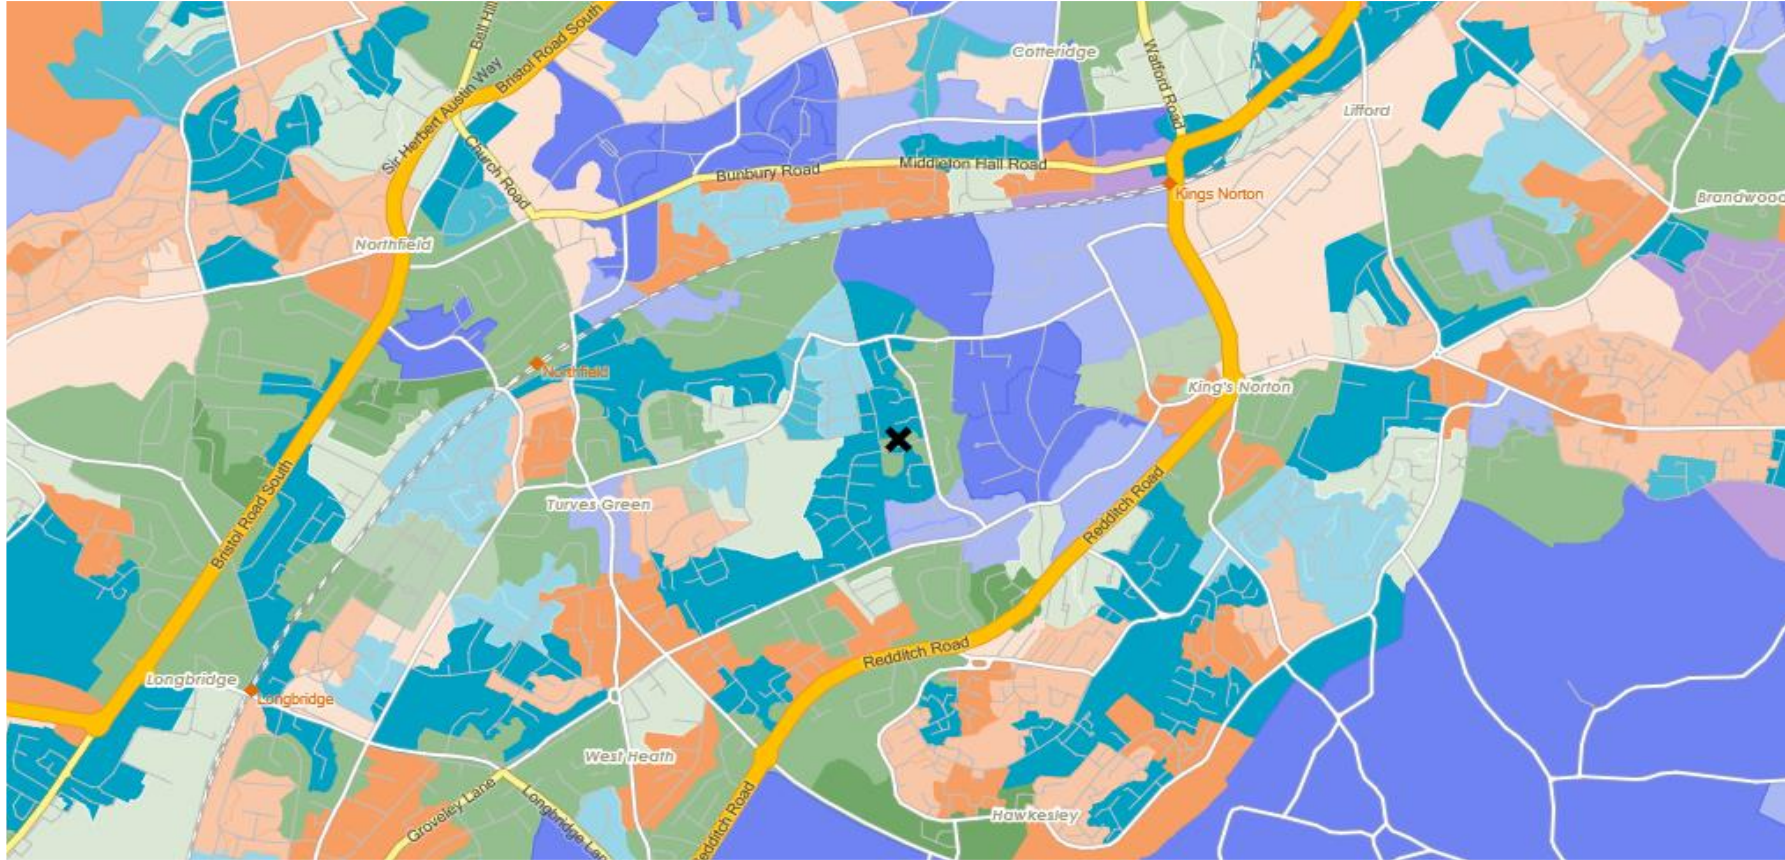 Bell Hill
Bristol Road South
Sir Herbert Austin Way
Church Road
Cotteridge
Watford Road
Lifford
Bunbury Road
Middleton Hall Road
Kings Norton
Brandwood
Northfield
Northfield
King's Norton
Turves Green
Bristol Road South
Redditch Road
Redditch Road
Longbridge
Longbridge
West Heath
Groveley Lane
Longbridge Lan
Redditch Road
Hawkesley